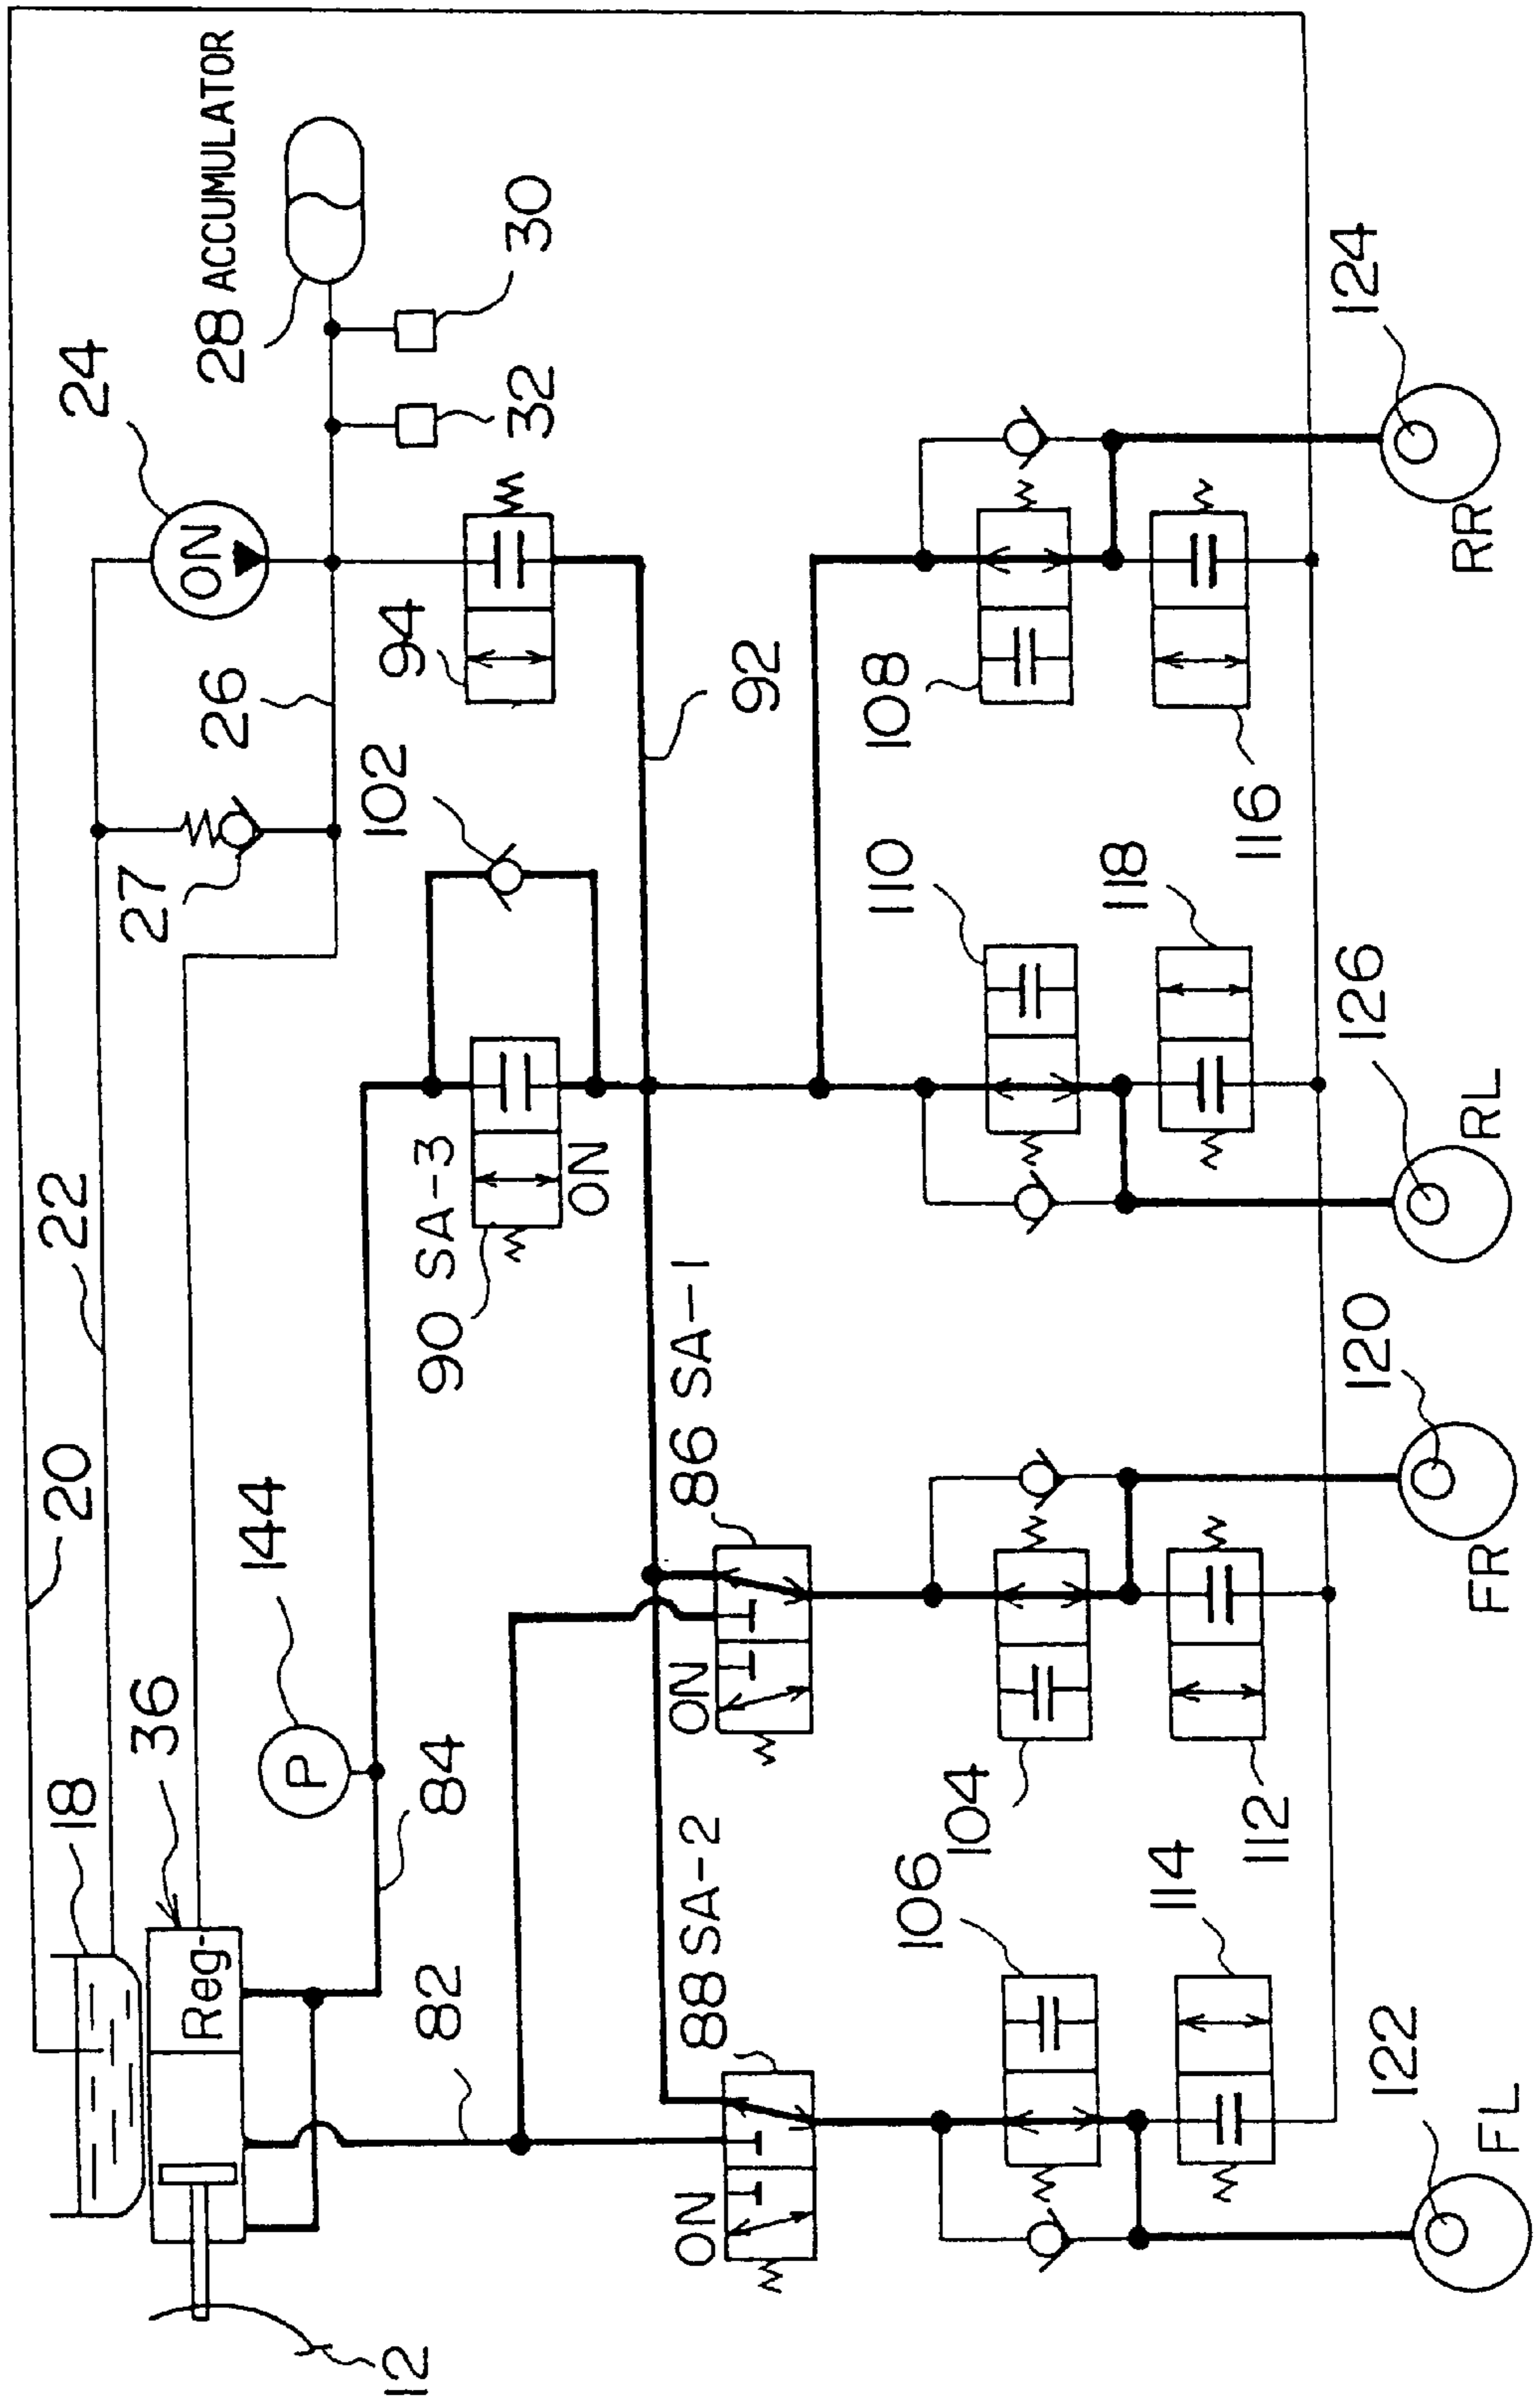 20
22
24
28 ACCUMULATOR
18
36
Reg-
ON
27
26
30
32
144
P
84
82
12
90 SA-3
ON
102
94
92
86 SA-1
ON
88 SA-2
ON
106
104
110
108
114
112
118
116
122
FL
120
FR
126
RL
124
RR